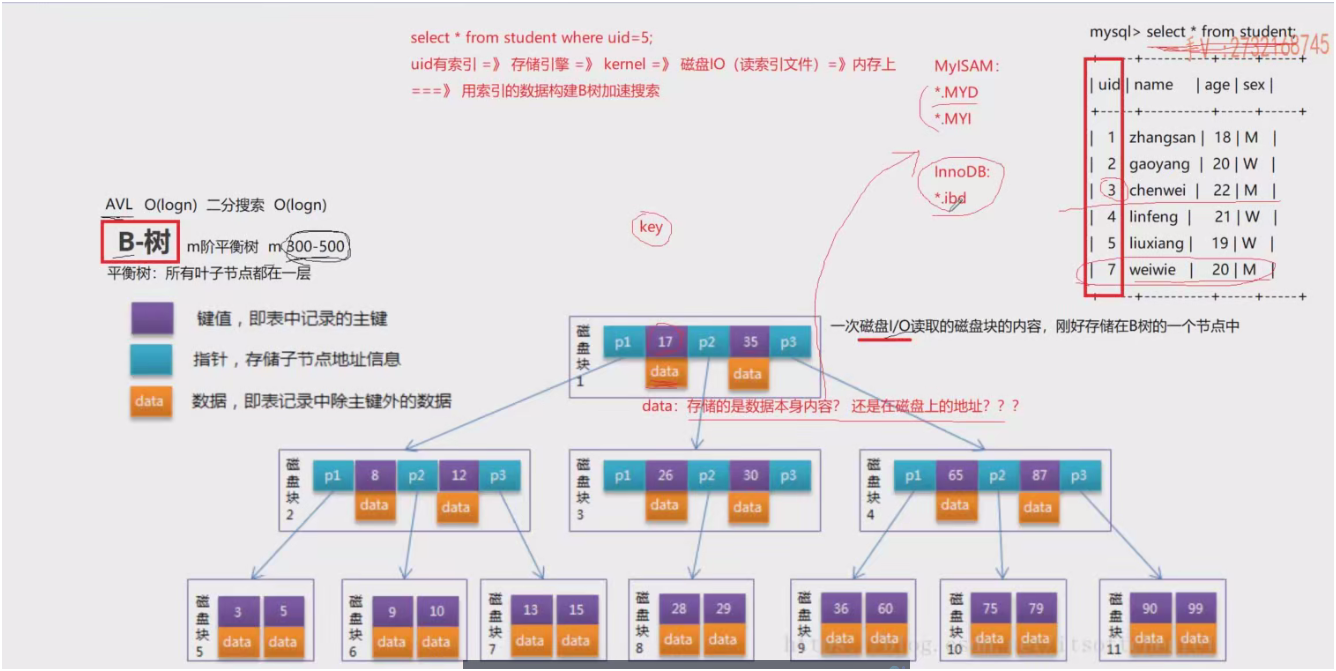 select * from student where uid=5;
uid有索引 =》 存储引擎 =》 kernel =》 磁盘IO（读索引文件）=》内存上
===》 用索引的数据构建B树加速搜索
MyISAM：
*.MYD
*.MYI
InnoDB:
*.ibd
mysql> select * from student;
2732168745
+-----+----------+-----+-----+
| uid | name | age | sex |
+-----+----------+-----+-----+
| 1 | zhangsan | 18 | M |
| 2 | gaoyang | 20 | W |
| 3 | chenwei | 22 | M |
| 4 | linfeng | 21 | W |
| 5 | liuxiang | 19 | W |
| 7 | weiwie | 20 | M |
+-----+----------+-----+-----+
AVL O(logn) 二分搜索 O(logn)
B-树 m阶平衡树 m 300-500
平衡树：所有叶子节点都在一层
key
键值，即表中记录的主键
指针，存储子节点地址信息
data 数据，即表记录中除主键外的数据
一次磁盘I/O读取的磁盘块的内容，刚好存储在B树的一个节点中
磁盘块1 p1 17 p2 35 p3
data data
data：存储的是数据本身内容？ 还是在磁盘上的地址？？？
磁盘块2 p1 8 p2 12 p3
data data
磁盘块3 p1 26 p2 30 p3
data data
磁盘块4 p1 65 p2 87 p3
data data
磁盘块5 3 5
data data
磁盘块6 9 10
data data
磁盘块7 13 15
data data
磁盘块8 28 29
data data
磁盘块9 36 60
data data
磁盘块10 75 79
data data
磁盘块11 90 99
data data